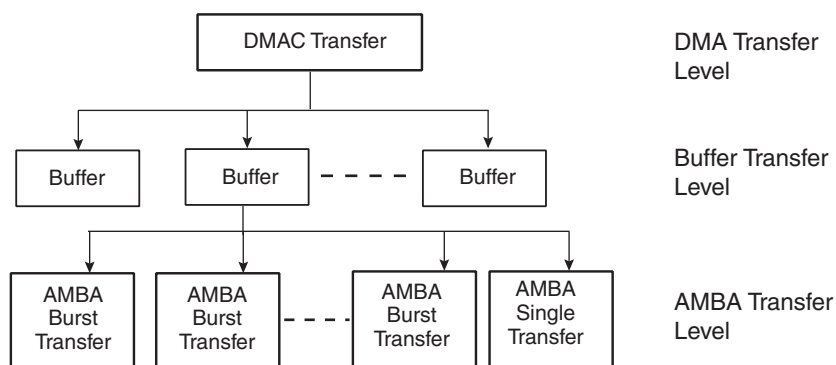 DMAC Transfer
DMA Transfer
Level
Buffer
Buffer
Buffer
Buffer Transfer
Level
AMBA
Burst
Transfer
AMBA
Burst
Transfer
AMBA
Burst
Transfer
AMBA
Single
Transfer
AMBA Transfer
Level